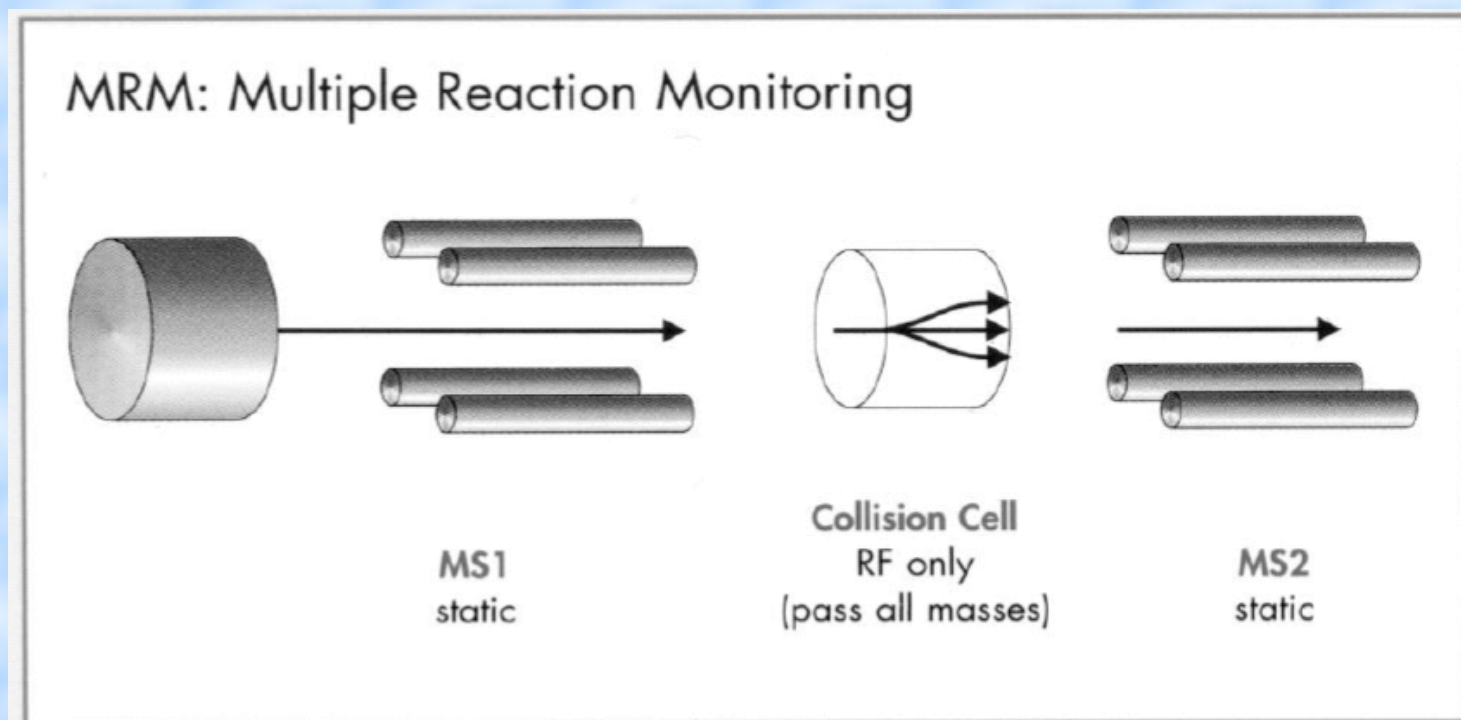 MRM: Multiple Reaction Monitoring
MS1
static
Collision Cell
RF only
(pass all masses)
MS2
static